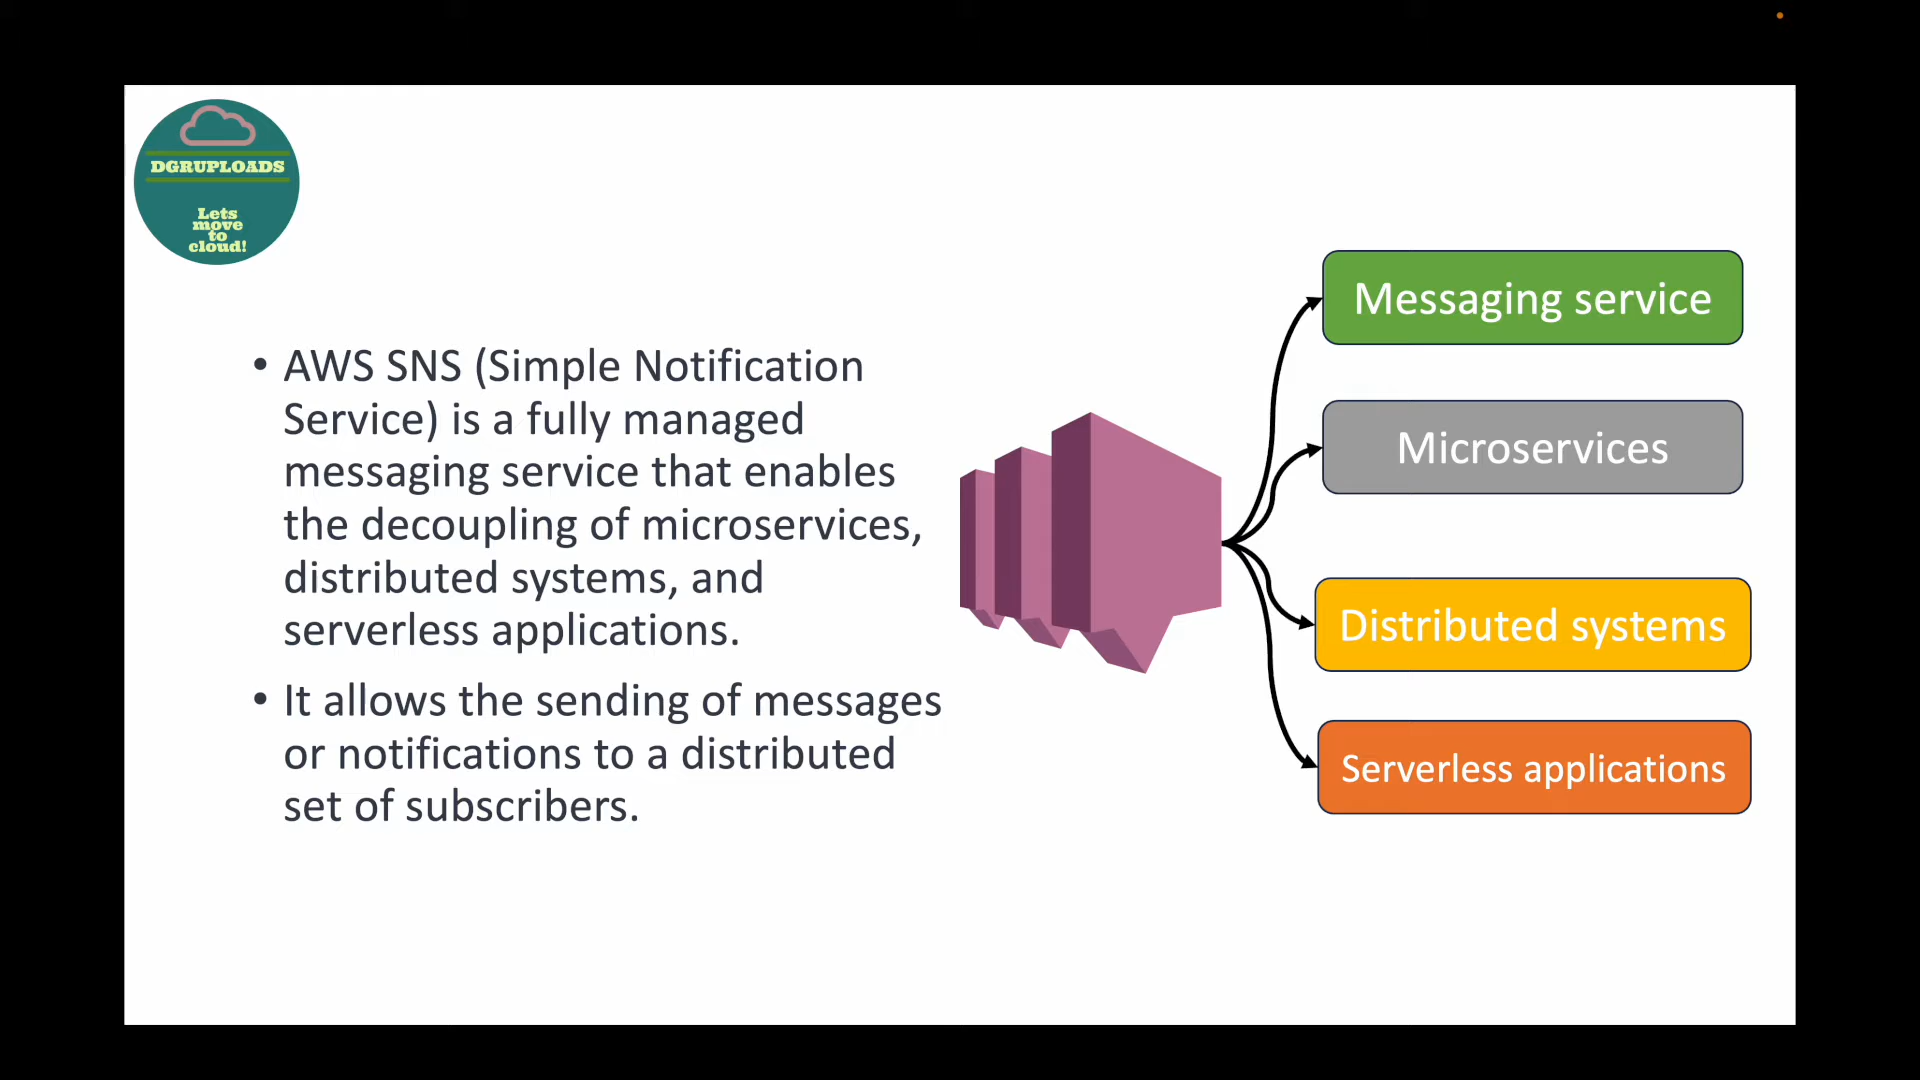 DGRUPLOADS
Lets
move
to
cloud!
• AWS SNS (Simple Notification
Service) is a fully managed
messaging service that enables
the decoupling of microservices,
distributed systems, and
serverless applications.
• It allows the sending of messages
or notifications to a distributed
set of subscribers.
Messaging service
Microservices
Distributed systems
Serverless applications